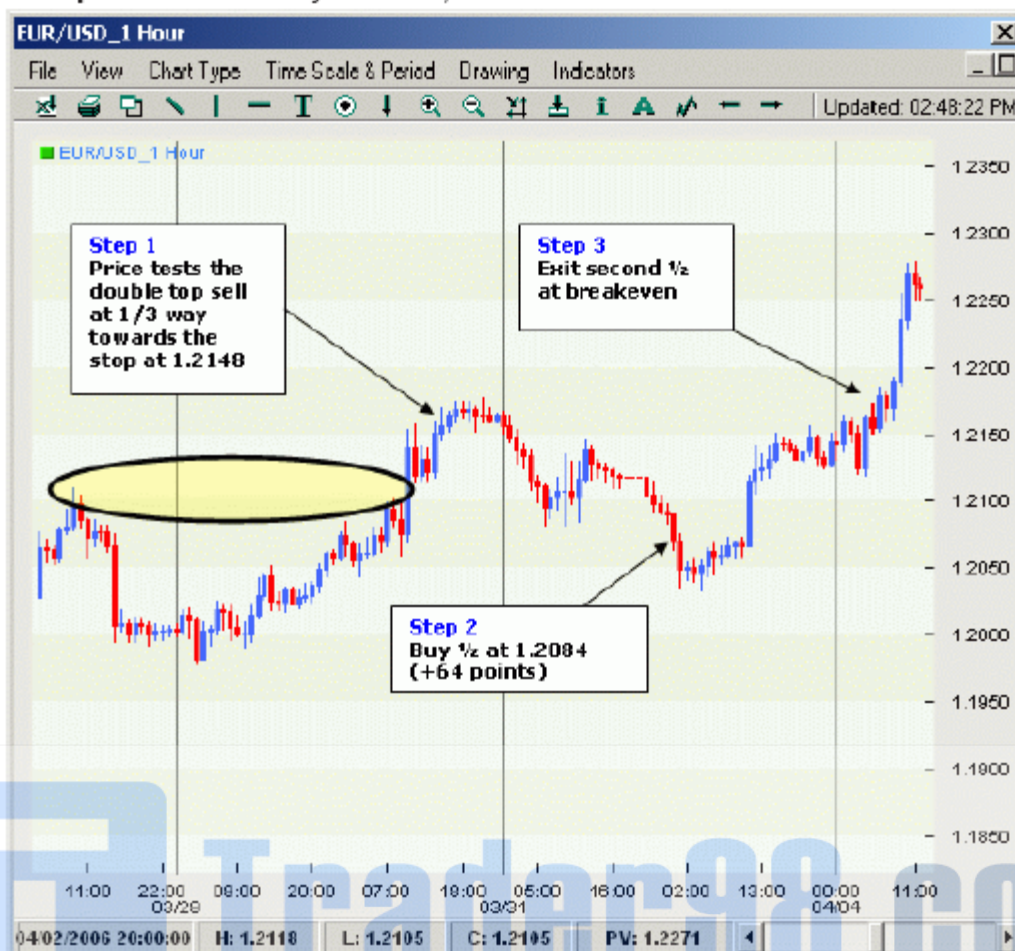 EUR/USD_1 Hour
File View Chart Type Time Scale & Period Drawing Indicators
Updated: 02:48:22 PM
EUR/USD_1 Hour
1.2350
1.2300
1.2250
1.2200
1.2150
1.2100
1.2050
1.2000
1.1950
1.1900
1.1850
Step 1
Price tests the
double top sell
at 1/3 way
towards the
stop at 1.2148
Step 3
Exit second ½
at breakeven
Step 2
Buy ½ at 1.2084
(+64 points)
11:00 22:00 09:00 20:00 07:00 18:00 05:00 16:00 02:00 13:00 00:00 11:00
03/29 03/31 04/04
Trader98.co
04/02/2006 20:00:00 H: 1.2118 L: 1.2105 C: 1.2105 PV: 1.2271